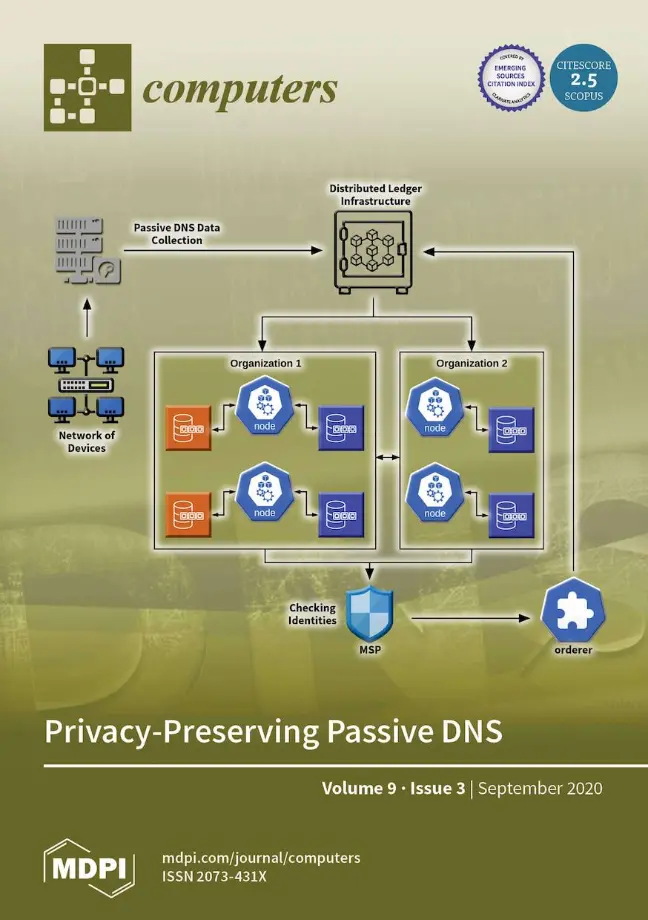 computers
COVERED BY
EMERGING
SOURCES
CITATION INDEX
CLARIVATE ANALYTICS
CITESCORE
2.5
SCOPUS
Distributed Ledger
Infrastructure
Passive DNS Data
Collection
Network of
Devices
Organization 1
Organization 2
node
node
node
node
Checking
Identities
MSP
orderer
Privacy-Preserving Passive DNS
Volume 9 · Issue 3 | September 2020
MDPI
mdpi.com/journal/computers
ISSN 2073-431X